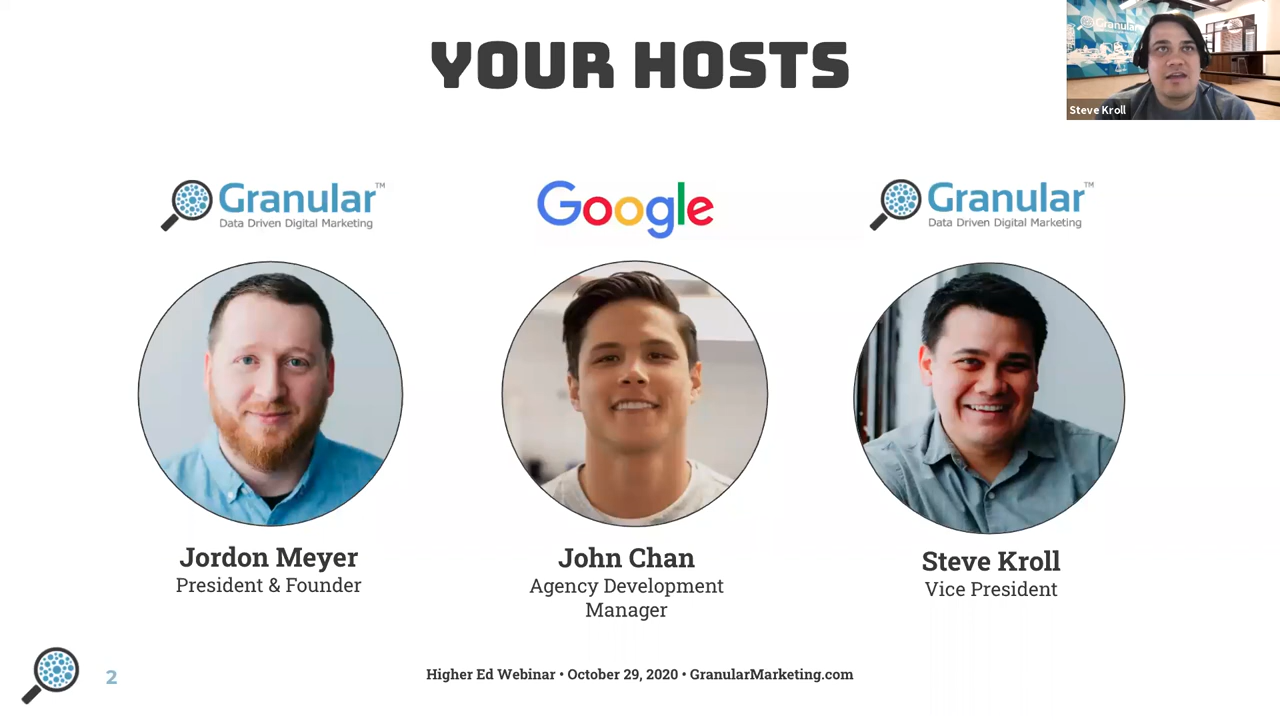 YOUR HOSTS
Granular
Steve Kroll
Granular™
Data Driven Digital Marketing
Google
Granular™
Data Driven Digital Marketing
Jordon Meyer
President & Founder
John Chan
Agency Development
Manager
Steve Kroll
Vice President
2
Higher Ed Webinar • October 29, 2020 • GranularMarketing.com